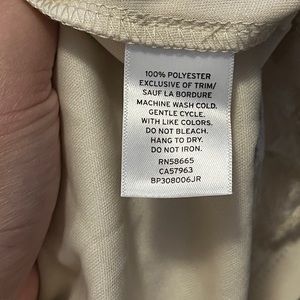 100% POLYESTER
EXCLUSIVE OF TRIM/
SAUF LA BORDURE
MACHINE WASH COLD.
GENTLE CYCLE.
WITH LIKE COLORS.
DO NOT BLEACH.
HANG TO DRY.
DO NOT IRON.
RN58665
CA57963
BP308006JR